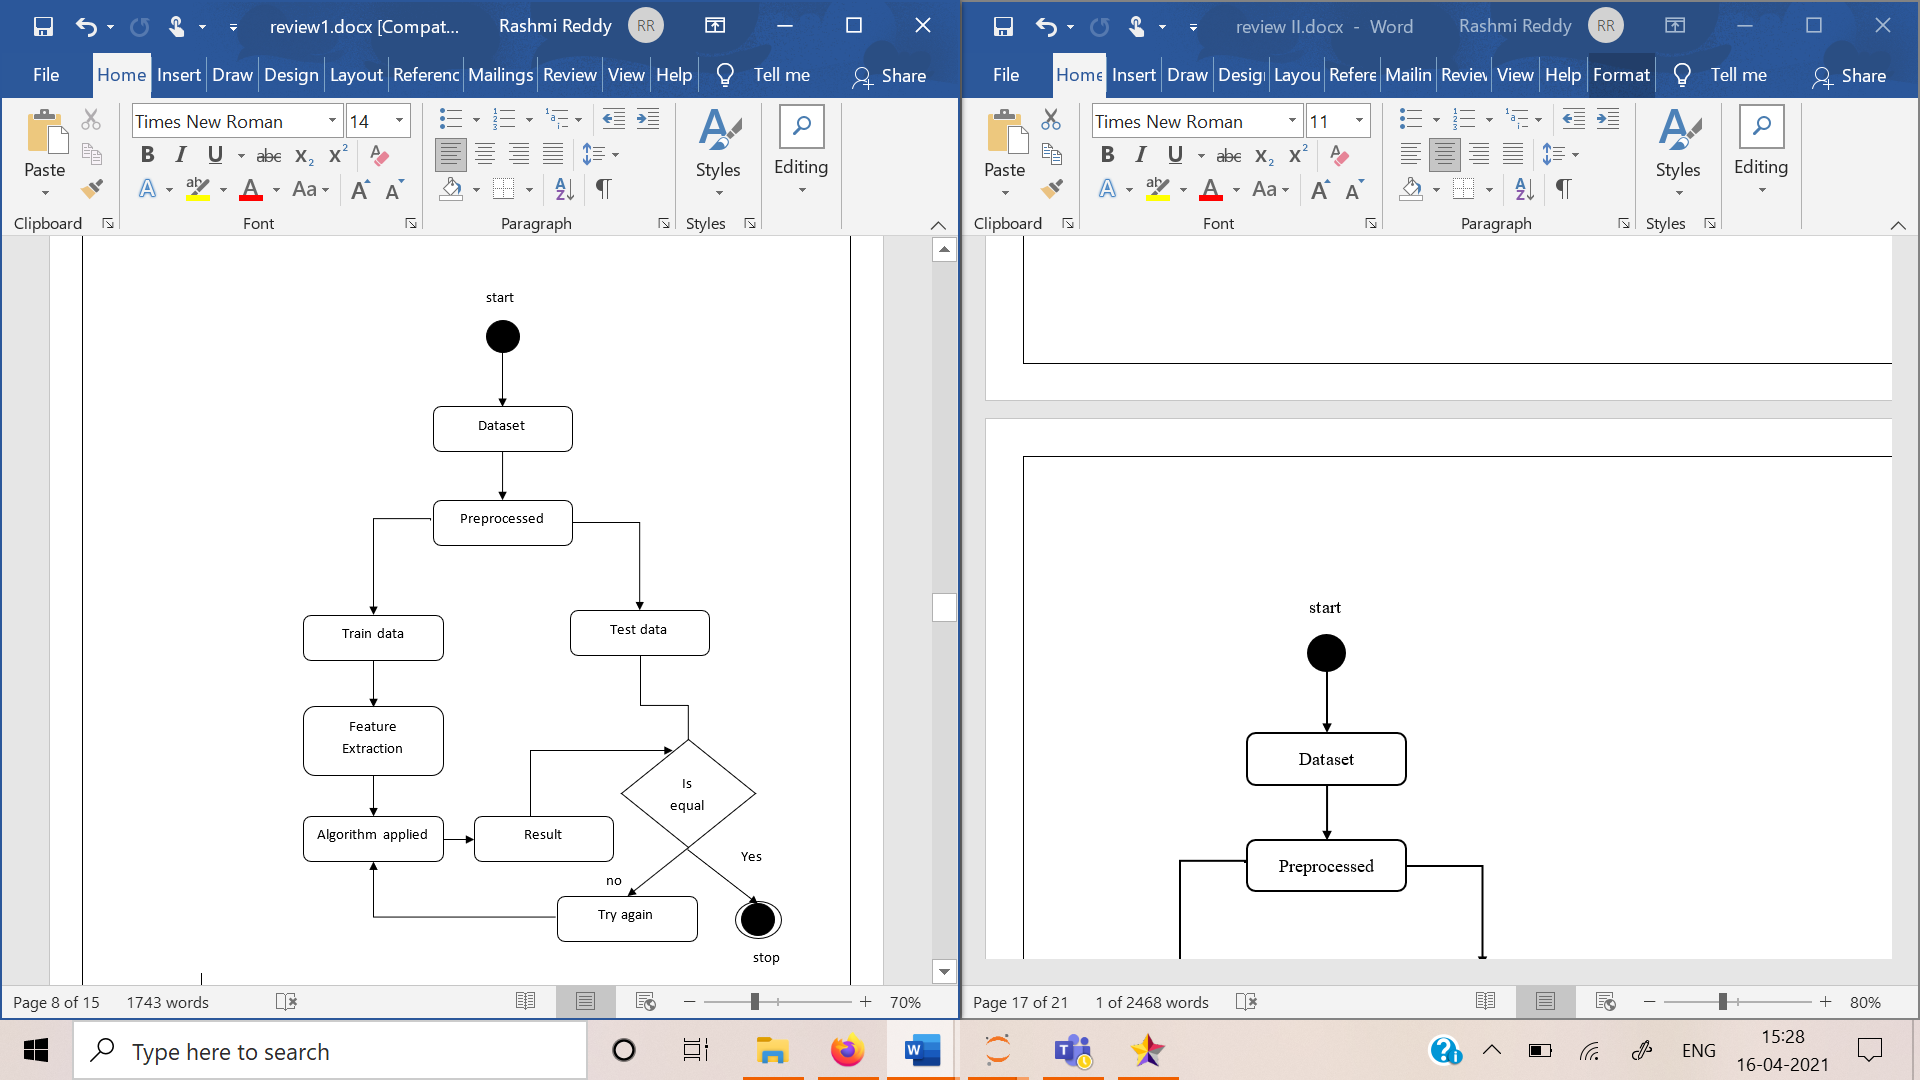 review1.docx [Compat...
Rashmi Reddy
RR
File
Home
Insert
Draw
Design
Layout
Referenc
Mailings
Review
View
Help
Tell me
Share
Paste
Clipboard
Times New Roman
14
Font
Paragraph
Styles
Styles
Editing
start
Dataset
Preprocessed
Train data
Test data
Feature
Extraction
Is
equal
Algorithm applied
Result
Yes
no
Try again
stop
Page 8 of 15
1743 words
70%
review II.docx - Word
Rashmi Reddy
RR
File
Home
Insert
Draw
Desig
Layou
Refere
Mailin
Review
View
Help
Format
Tell me
Share
Paste
Clipboard
Times New Roman
11
Font
Paragraph
Styles
Styles
Editing
start
Dataset
Preprocessed
Page 17 of 21
1 of 2468 words
80%
Type here to search
ENG
15:28
16-04-2021